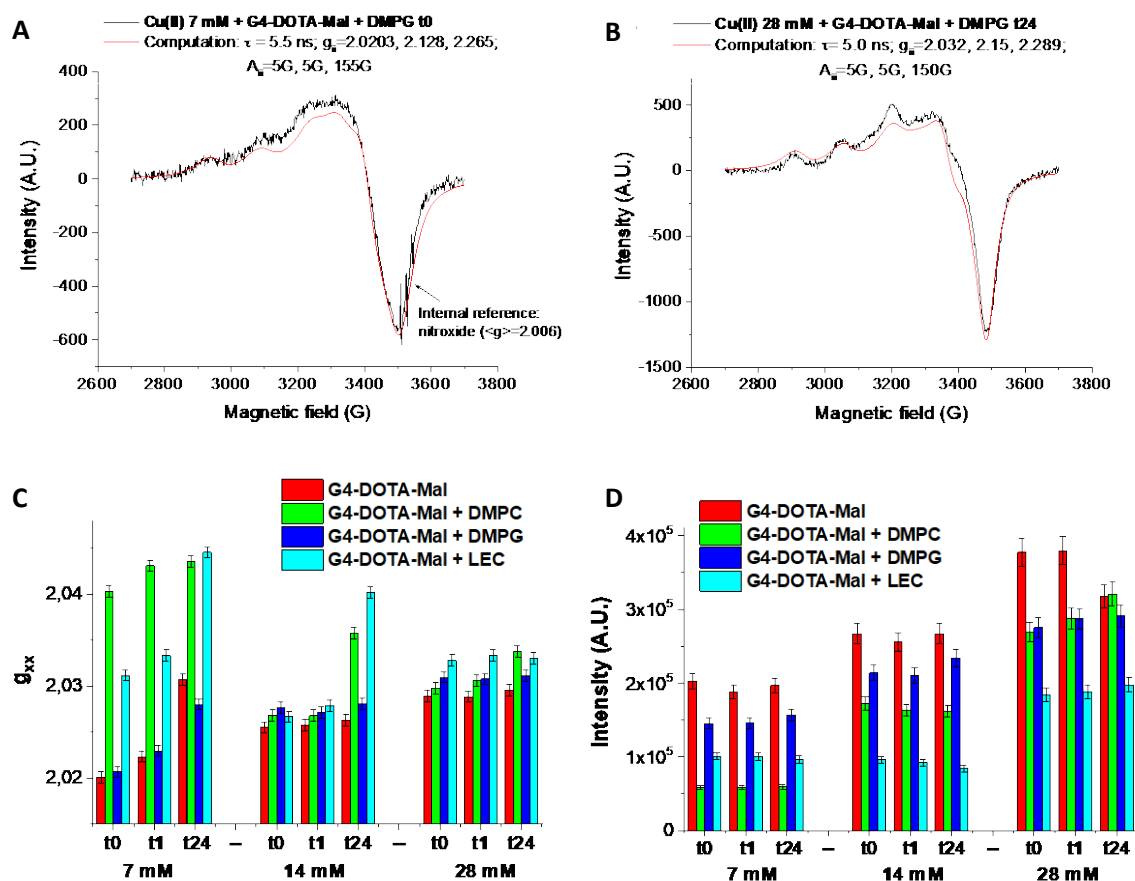 A
Cu(II) 7 mM + G4-DOTA-Mal + DMPG t0
Computation: τ = 5.5 ns; gᵢᵢ=2.0203, 2.128, 2.265;
Aᵢᵢ=5G, 5G, 155G
400
200
0
-200
-400
-600
Intensity (A.U.)
Internal reference:
nitroxide (<g>=2.006)
2600 2800 3000 3200 3400 3600 3800
Magnetic field (G)
B
Cu(II) 28 mM + G4-DOTA-Mal + DMPG t24
Computation: τ= 5.0 ns; gᵢᵢ=2.032, 2.15, 2.289;
Aᵢᵢ=5G, 5G, 150G
500
0
-500
-1000
-1500
Intensity (A.U.)
2600 2800 3000 3200 3400 3600 3800
Magnetic field (G)
C
G4-DOTA-Mal
G4-DOTA-Mal + DMPC
G4-DOTA-Mal + DMPG
G4-DOTA-Mal + LEC
2,04
2,03
2,02
gxx
t0 t1 t24 – t0 t1 t24 – t0 t1 t24
7 mM 14 mM 28 mM
D
G4-DOTA-Mal
G4-DOTA-Mal + DMPC
G4-DOTA-Mal + DMPG
G4-DOTA-Mal + LEC
4x10⁵
3x10⁵
2x10⁵
1x10⁵
0
Intensity (A.U.)
t0 t1 t24 – t0 t1 t24 – t0 t1 t24
7 mM 14 mM 28 mM